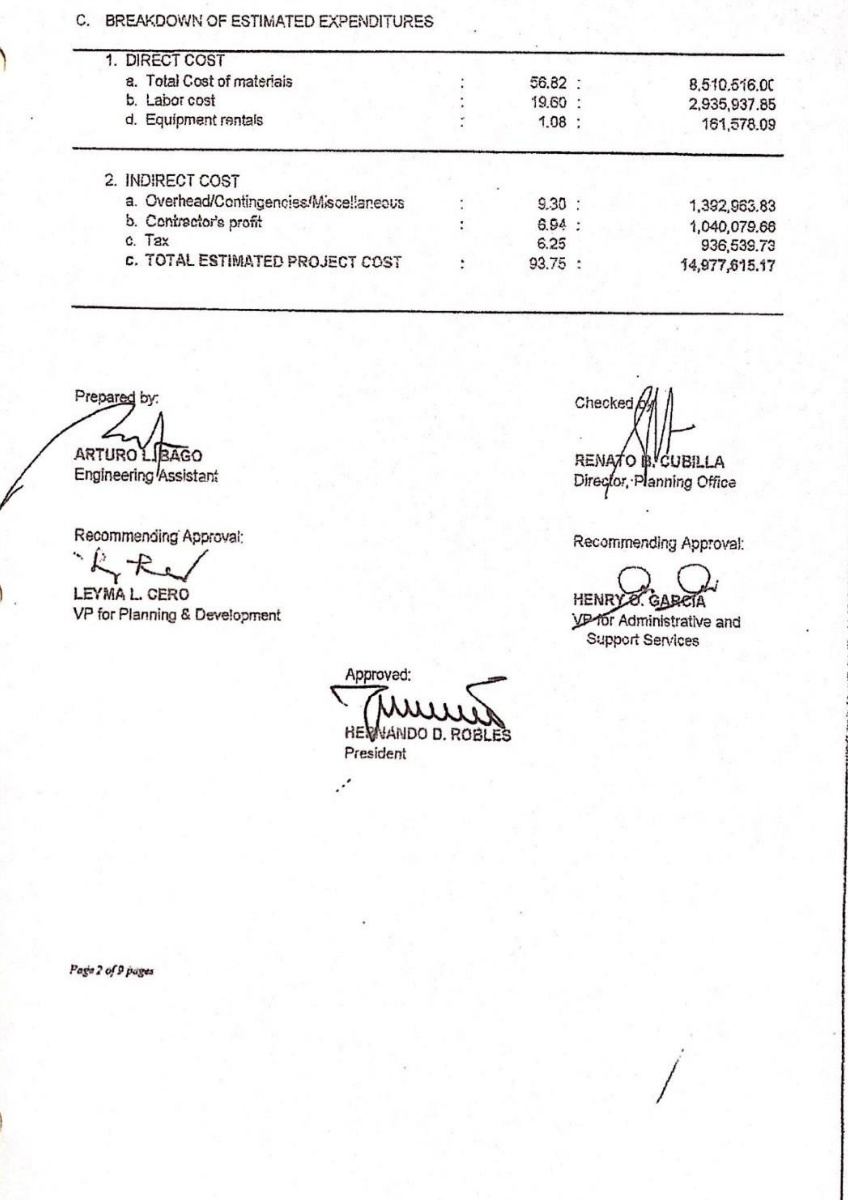 C. BREAKDOWN OF ESTIMATED EXPENDITURES
1. DIRECT COST
a. Total Cost of materials : 56.82 : 8,510,516.00
b. Labor cost : 19.60 : 2,935,937.85
d. Equipment rentals : 1.08 : 161,578.09
2. INDIRECT COST
a. Overhead/Contingencies/Miscellaneous : 9.30 : 1,392,963.83
b. Contractor's profit : 6.94 : 1,040,079.66
c. Tax 6.25 936,539.73
c. TOTAL ESTIMATED PROJECT COST : 93.75 : 14,977,615.17
Prepared by:
ARTURO L. BAGO
Engineering Assistant
Checked by
RENATO B. CUBILLA
Director, Planning Office
Recommending Approval:
LEYMA L. CERO
VP for Planning & Development
Recommending Approval:
HENRY O. GARCIA
VP for Administrative and
Support Services
Approved:
HERNANDO D. ROBLES
President
Page 2 of 9 pages